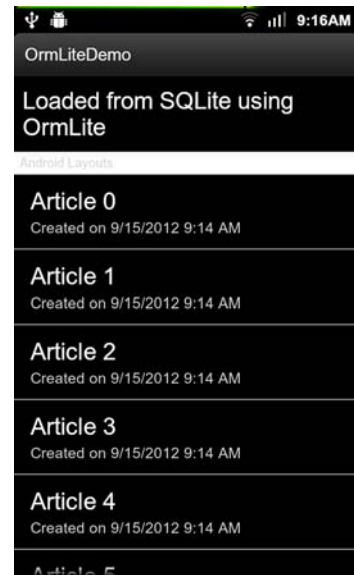 9:16AM
OrmLiteDemo
Loaded from SQLite using
OrmLite
Android Layouts
Article 0
Created on 9/15/2012 9:14 AM
Article 1
Created on 9/15/2012 9:14 AM
Article 2
Created on 9/15/2012 9:14 AM
Article 3
Created on 9/15/2012 9:14 AM
Article 4
Created on 9/15/2012 9:14 AM
Article 5